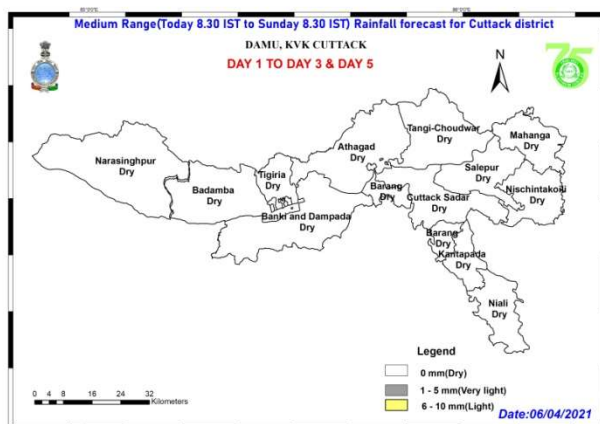 Medium Range(Today 8.30 IST to Sunday 8.30 IST) Rainfall forecast for Cuttack district
DAMU, KVK CUTTACK
DAY 1 TO DAY 3 & DAY 5
N
75
Tangi-Choudwar
Dry
Mahanga
Dry
Athagad
Dry
Narasinghpur
Dry
Tigiria
Dry
Salepur
Dry
Badamba
Dry
Barang
Dry
Nischintakoili
Dry
Cuttack Sadar
Dry
Banki and Dampada
Dry
Barang
Dry
Kantapada
Dry
Niali
Dry
Legend
0 mm(Dry)
1 - 5 mm(Very light)
6 - 10 mm(Light)
0 4 8 16 24 32
Kilometers
Date:06/04/2021